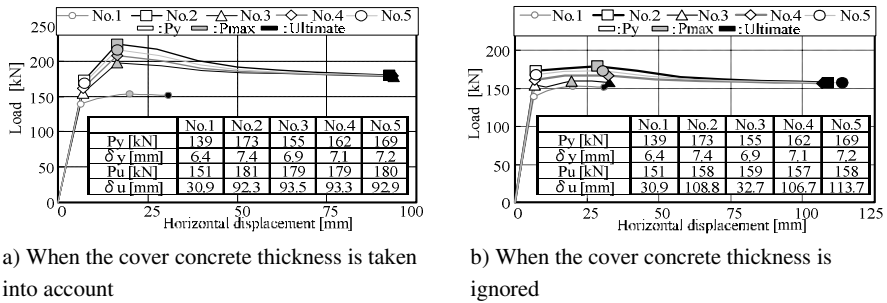 No.1 No.2 No.3 No.4 No.5
:Py :Pmax :Ultimate
Load [kN]
250
200
150
100
50
0
No.1 No.2 No.3 No.4 No.5
Py [kN] 139 173 155 162 169
δy [mm] 6.4 7.4 6.9 7.1 7.2
Pu [kN] 151 181 179 179 180
δu [mm] 30.9 92.3 93.5 93.3 92.9
0 25 50 75 100
Horizontal displacement [mm]
a) When the cover concrete thickness is taken
into account
No.1 No.2 No.3 No.4 No.5
:Py :Pmax :Ultimate
Load [kN]
200
150
100
50
0
No.1 No.2 No.3 No.4 No.5
Py [kN] 139 173 155 162 169
δy [mm] 6.4 7.4 6.9 7.1 7.2
Pu [kN] 151 158 159 157 158
δu [mm] 30.9 108.8 32.7 106.7 113.7
0 25 50 75 100 125
Horizontal displacement [mm]
b) When the cover concrete thickness is
ignored